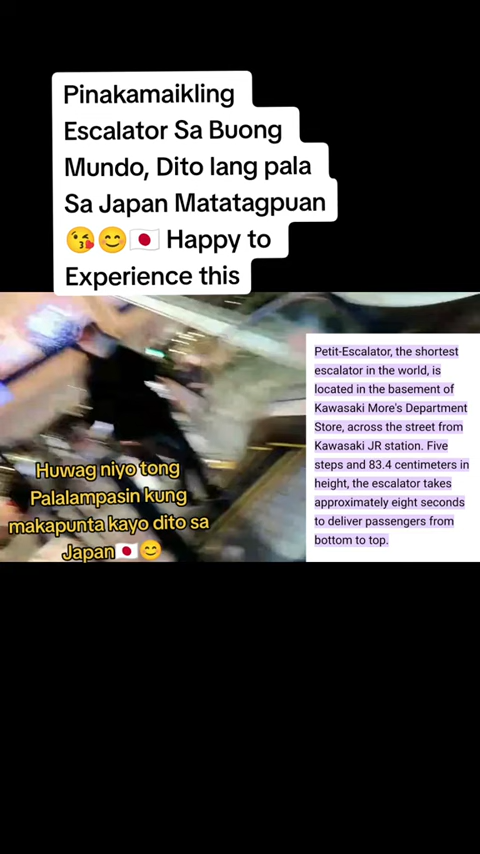 Pinakamaikling
Escalator Sa Buong
Mundo, Dito lang pala
Sa Japan Matatagpuan
😘😊🇯🇵 Happy to
Experience this
Petit-Escalator, the shortest
escalator in the world, is
located in the basement of
Kawasaki More's Department
Store, across the street from
Kawasaki JR station. Five
steps and 83.4 centimeters in
height, the escalator takes
approximately eight seconds
to deliver passengers from
bottom to top.
Huwag niyo tong
Palalampasin kung
makapunta kayo dito sa
Japan🇯🇵😊